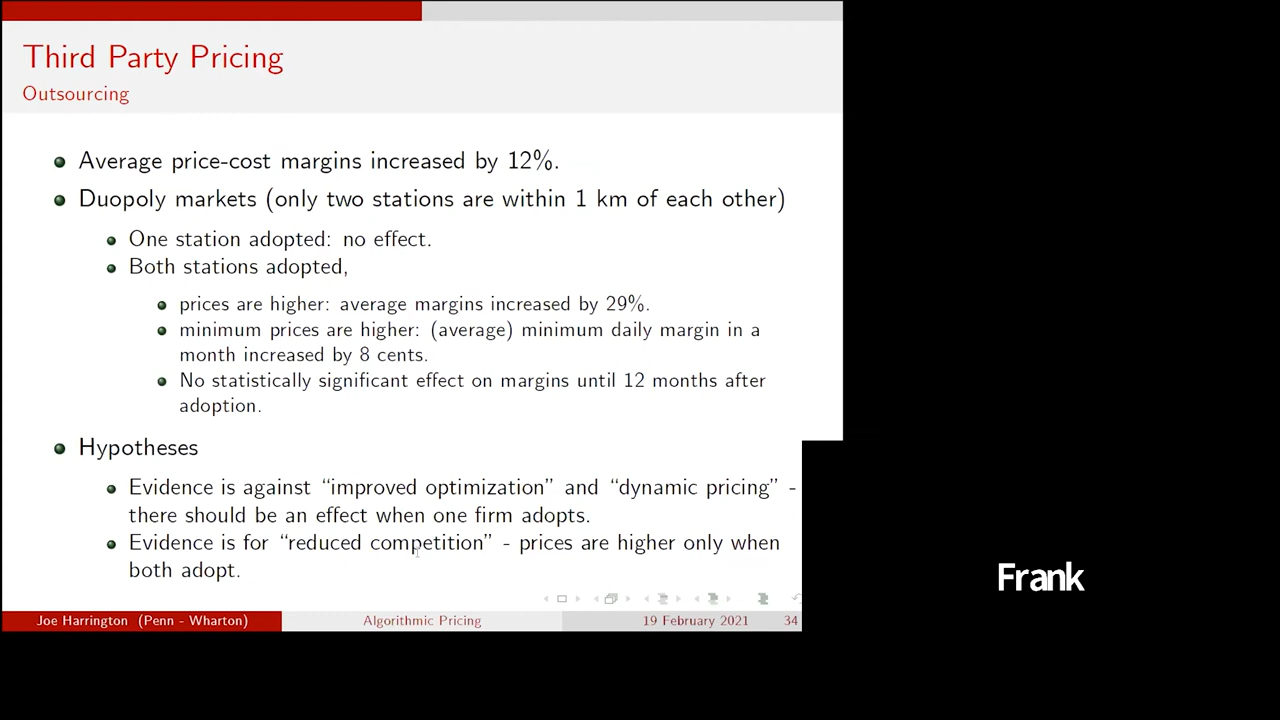 Third Party Pricing
Outsourcing
Average price-cost margins increased by 12%.
Duopoly markets (only two stations are within 1 km of each other)
One station adopted: no effect.
Both stations adopted,
prices are higher: average margins increased by 29%.
minimum prices are higher: (average) minimum daily margin in a
month increased by 8 cents.
No statistically significant effect on margins until 12 months after
adoption.
Hypotheses
Evidence is against “improved optimization” and “dynamic pricing” -
there should be an effect when one firm adopts.
Evidence is for “reduced competition” - prices are higher only when
both adopt.
Joe Harrington (Penn - Wharton)
Algorithmic Pricing
19 February 2021
34
Frank